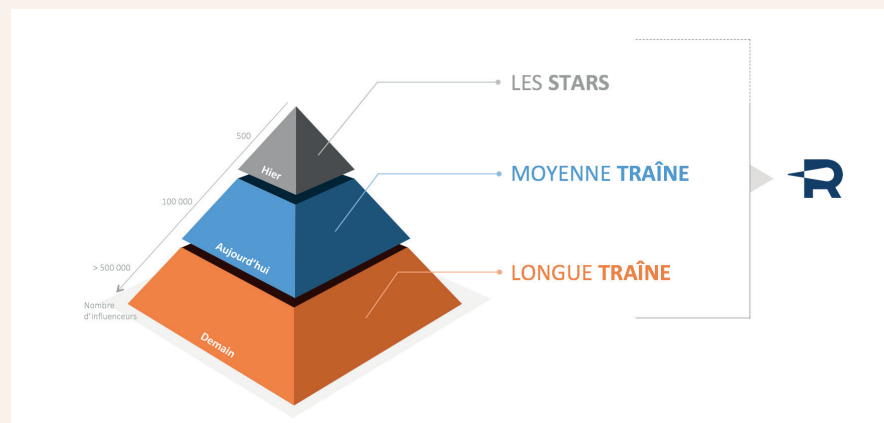 LES STARS
500
Hier
MOYENNE TRAÎNE
100 000
Aujourd'hui
LONGUE TRAÎNE
> 500 000
Nombre
d'influenceurs
Demain
R